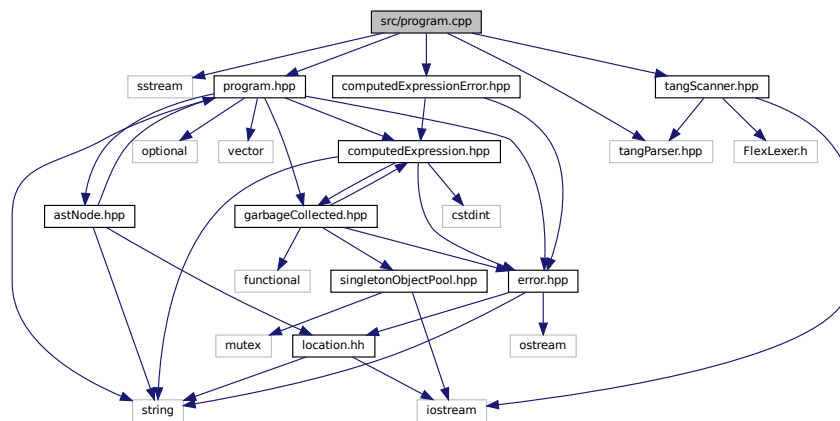 src/program.cpp
sstream
program.hpp
computedExpressionError.hpp
tangScanner.hpp
optional
vector
computedExpression.hpp
tangParser.hpp
FlexLexer.h
astNode.hpp
garbageCollected.hpp
cstdint
functional
singletonObjectPool.hpp
error.hpp
mutex
location.hh
ostream
string
iostream